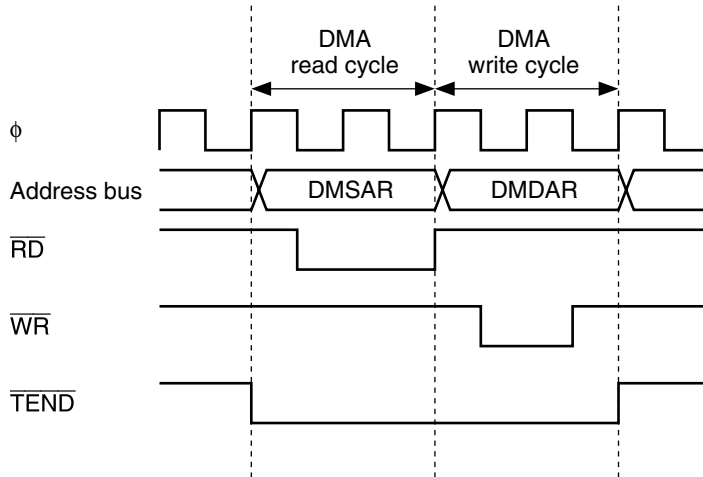 DMA
read cycle
DMA
write cycle
φ
Address bus
DMSAR
DMDAR
RD
WR
TEND